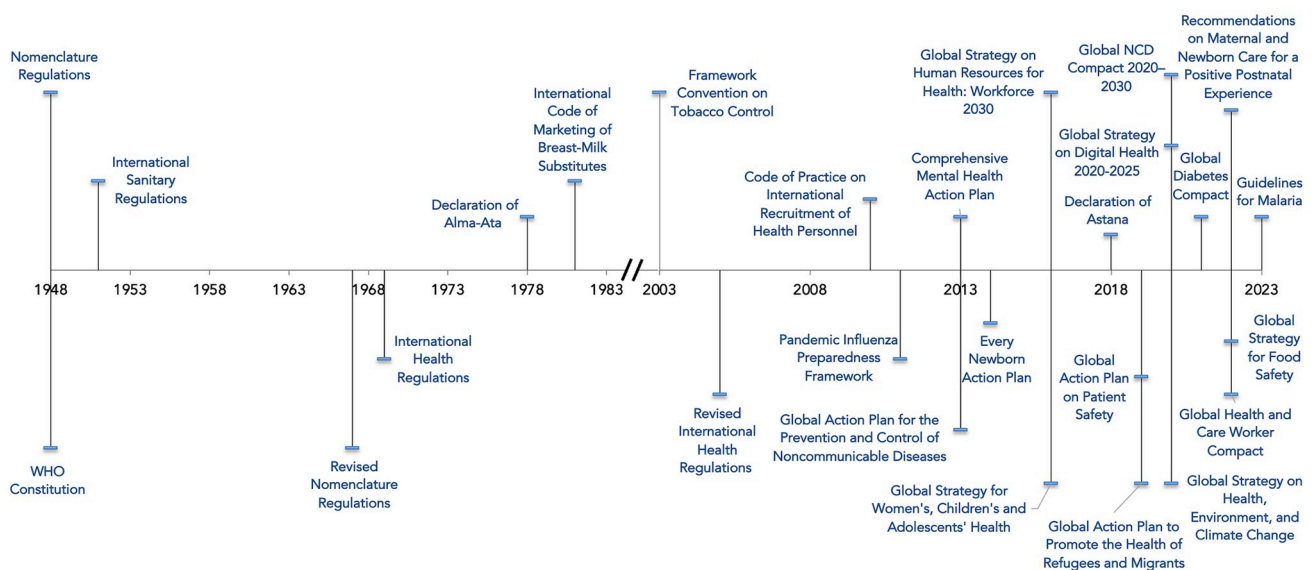 Nomenclature
Regulations
International
Sanitary
Regulations
Declaration of
Alma-Ata
International
Code of
Marketing of
Breast-Milk
Substitutes
Framework
Convention on
Tobacco Control
Code of Practice on
International
Recruitment of
Health Personnel
Comprehensive
Mental Health
Action Plan
Global Strategy on
Human Resources for
Health: Workforce
2030
Declaration of
Astana
Global NCD
Compact 2020–
2030
Global Strategy
on Digital Health
2020-2025
Global
Diabetes
Compact
Recommendations
on Maternal and
Newborn Care for a
Positive Postnatal
Experience
Guidelines
for Malaria
1948 1953 1958 1963 1968 1973 1978 1983 2003 2008 2013 2018 2023
WHO
Constitution
Revised
Nomenclature
Regulations
International
Health
Regulations
Revised
International
Health
Regulations
Pandemic Influenza
Preparedness
Framework
Global Action Plan for the
Prevention and Control of
Noncommunicable Diseases
Every
Newborn
Action Plan
Global Strategy for
Women's, Children's and
Adolescents' Health
Global
Action Plan
on Patient
Safety
Global Action Plan to
Promote the Health of
Refugees and Migrants
Global
Strategy
for Food
Safety
Global Health and
Care Worker
Compact
Global Strategy on
Health,
Environment, and
Climate Change